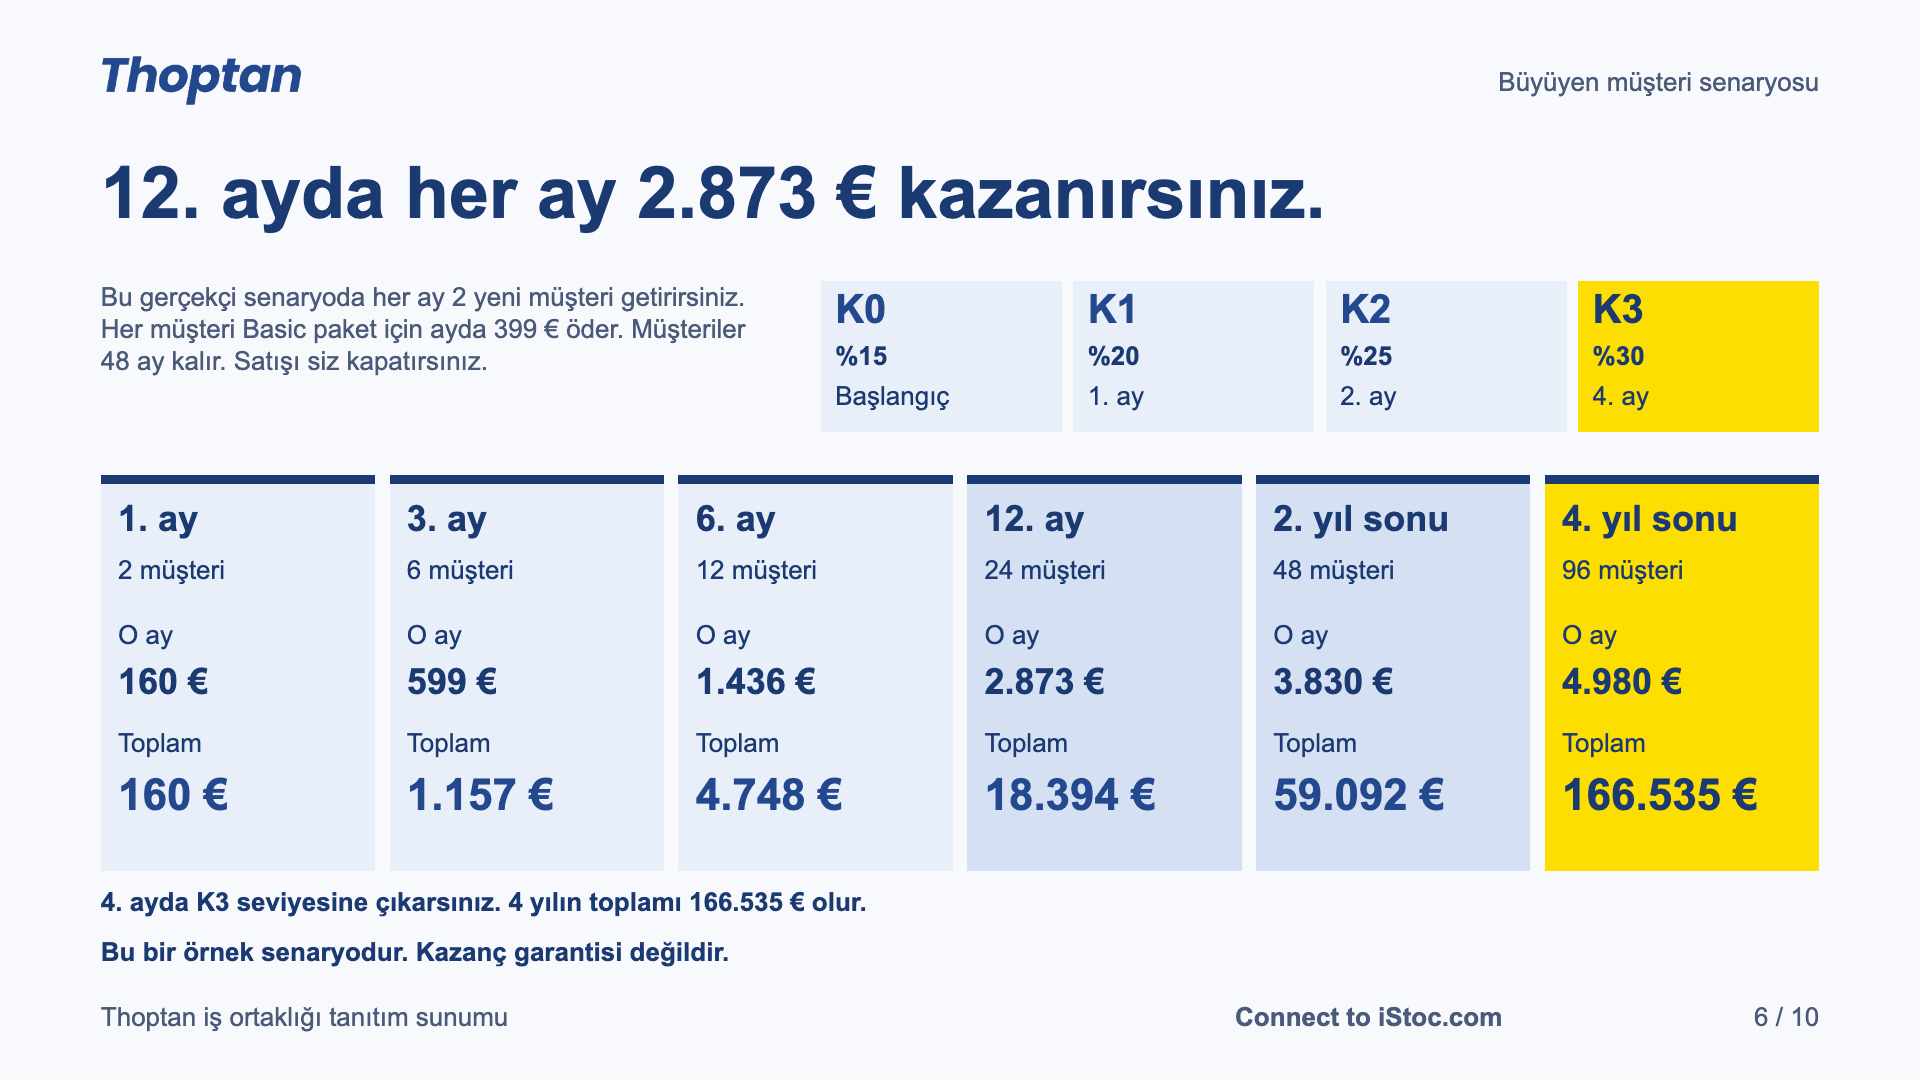 Thoptan
Büyüyen müşteri senaryosu
12. ayda her ay 2.873 € kazanırsınız.
Bu gerçekçi senaryoda her ay 2 yeni müşteri getirirsiniz.
Her müşteri Basic paket için ayda 399 € öder. Müşteriler
48 ay kalır. Satışı siz kapatırsınız.
K0
%15
Başlangıç
K1
%20
1. ay
K2
%25
2. ay
K3
%30
4. ay
1. ay
2 müşteri
O ay
160 €
Toplam
160 €
3. ay
6 müşteri
O ay
599 €
Toplam
1.157 €
6. ay
12 müşteri
O ay
1.436 €
Toplam
4.748 €
12. ay
24 müşteri
O ay
2.873 €
Toplam
18.394 €
2. yıl sonu
48 müşteri
O ay
3.830 €
Toplam
59.092 €
4. yıl sonu
96 müşteri
O ay
4.980 €
Toplam
166.535 €
4. ayda K3 seviyesine çıkarsınız. 4 yılın toplamı 166.535 € olur.
Bu bir örnek senaryodur. Kazanç garantisi değildir.
Thoptan iş ortaklığı tanıtım sunumu
Connect to iStoc.com
6 / 10